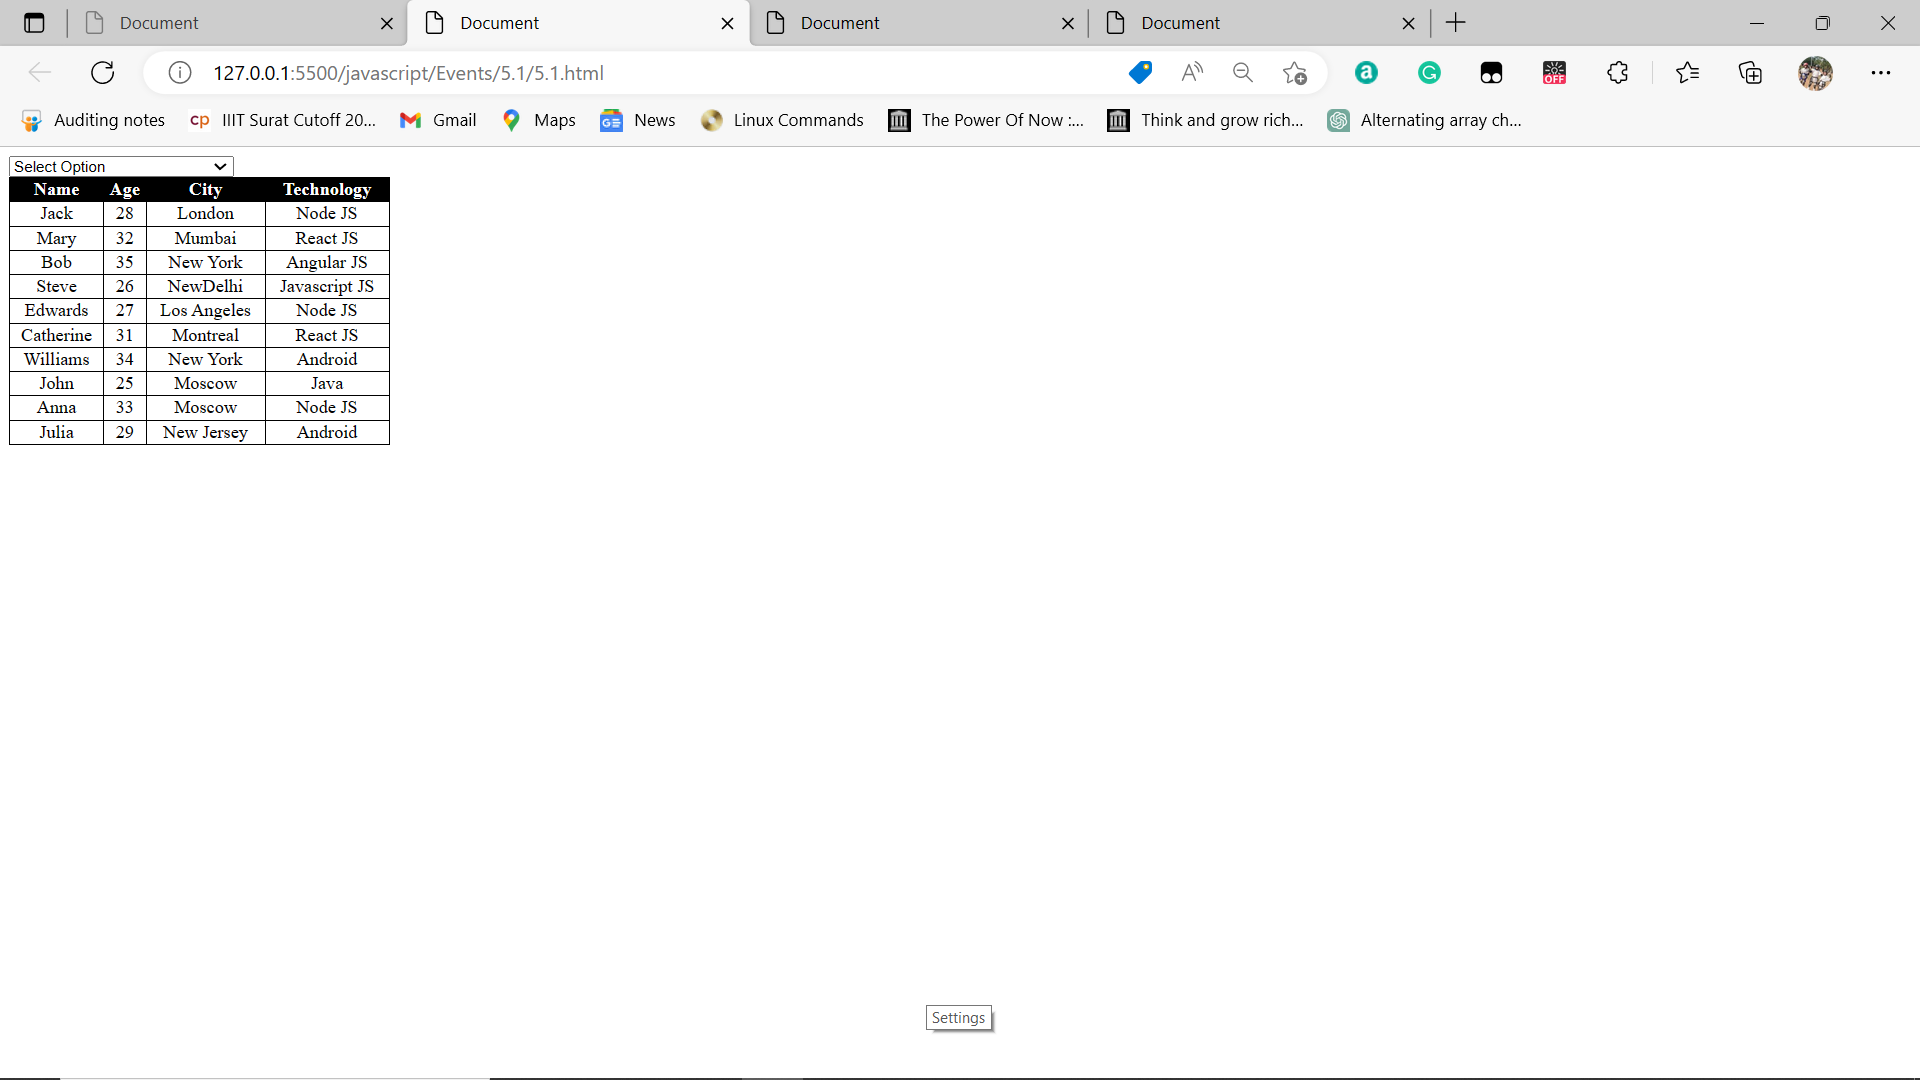 Document Document Document Document
127.0.0.1:5500/javascript/Events/5.1/5.1.html
Auditing notes IIIT Surat Cutoff 20... Gmail Maps News Linux Commands The Power Of Now :... Think and grow rich... Alternating array ch...
Select Option
Name Age City Technology
Jack 28 London Node JS
Mary 32 Mumbai React JS
Bob 35 New York Angular JS
Steve 26 NewDelhi Javascript JS
Edwards 27 Los Angeles Node JS
Catherine 31 Montreal React JS
Williams 34 New York Android
John 25 Moscow Java
Anna 33 Moscow Node JS
Julia 29 New Jersey Android
Settings